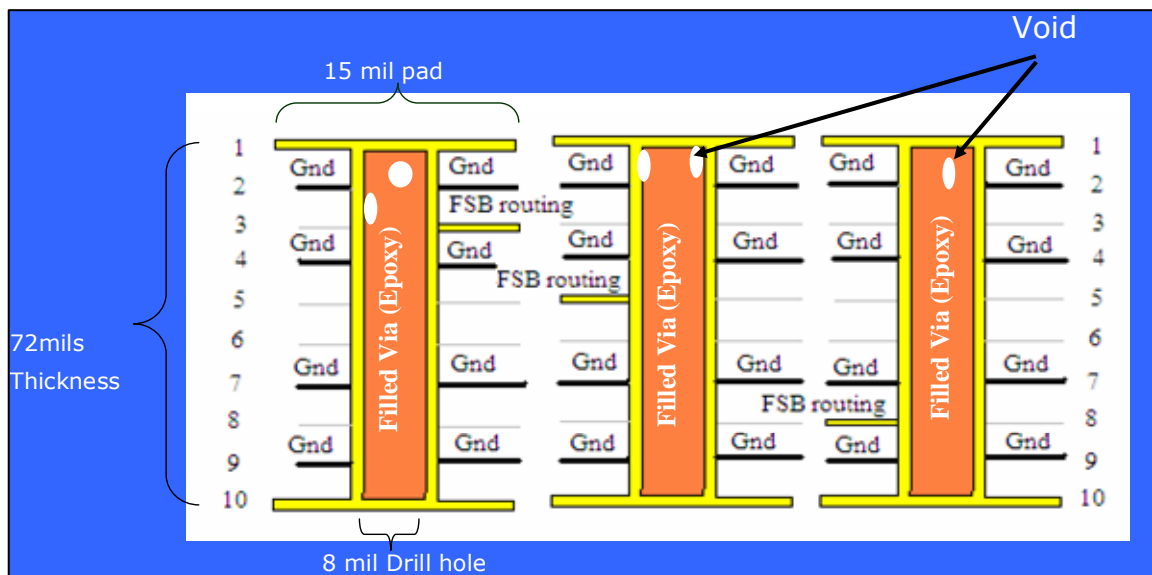 Void
15 mil pad
1 Gnd Gnd Gnd Gnd Gnd Gnd 1
2 2
FSB routing
3 3
Gnd Gnd Gnd Gnd Gnd Gnd
4 4
FSB routing
5 5
6 6
72mils
Thickness
Gnd Gnd Gnd Gnd Gnd Gnd
7 7
FSB routing
8 8
Gnd Gnd Gnd Gnd Gnd Gnd
9 9
10 10
Filled Via (Epoxy)
Filled Via (Epoxy)
Filled Via (Epoxy)
8 mil Drill hole